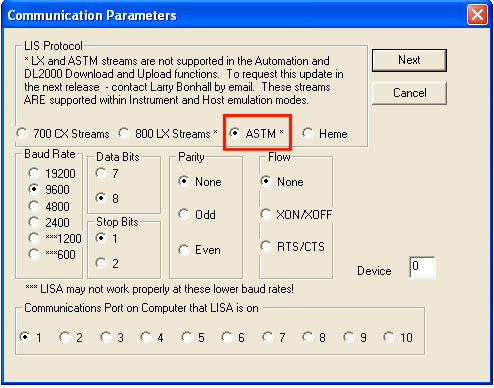 Communication Parameters
LIS Protocol
* LX and ASTM streams are not supported in the Automation and
DL2000 Download and Upload functions. To request this update in
the next release - contact Larry Bonhall by email. These streams
ARE supported within Instrument and Host emulation modes.
Next
Cancel
700 CX Streams 800 LX Streams * ASTM * Heme
Baud Rate
19200
9600
4800
2400
***1200
***600
Data Bits
7
8
Stop Bits
1
2
Parity
None
Odd
Even
Flow
None
XON/XOFF
RTS/CTS
Device 0
*** LISA may not work properly at these lower baud rates!
Communications Port on Computer that LISA is on
1 2 3 4 5 6 7 8 9 10